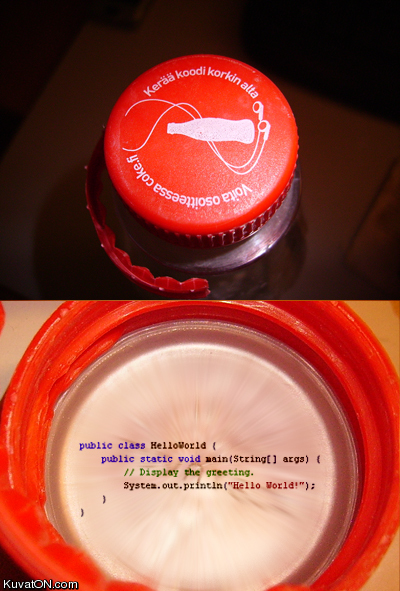 Kerää koodi korkin alta
Voita osoitteessa coke.fi
public class HelloWorld {
    public static void main(String[] args) {
        // Display the greeting.
        System.out.println("Hello World!");
    }
}
KuvatON.com